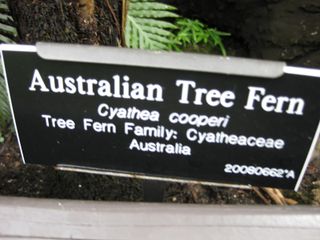 Australian Tree Fern
Cyathea cooperi
Tree Fern Family: Cyatheaceae
Australia
20080662*A